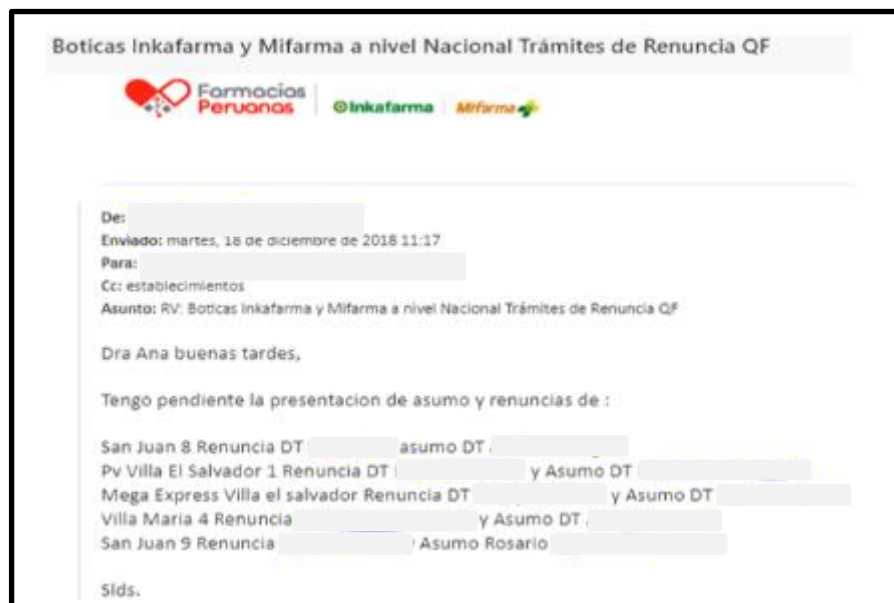 Boticas Inkafarma y Mifarma a nivel Nacional Trámites de Renuncia QF
Farmacias
Peruanas
Inkafarma
Mifarma
De:
Enviado: martes, 18 de diciembre de 2018 11:17
Para:
Cc: establecimientos
Asunto: RV: Boticas Inkafarma y Mifarma a nivel Nacional Trámites de Renuncia QF
Dra Ana buenas tardes,
Tengo pendiente la presentacion de asumo y renuncias de :
San Juan 8 Renuncia DT asumo DT
Pv Villa El Salvador 1 Renuncia DT y Asumo DT
Mega Express Villa el salvador Renuncia DT y Asumo DT
Villa Maria 4 Renuncia y Asumo DT
San Juan 9 Renuncia Asumo Rosario
Slds.